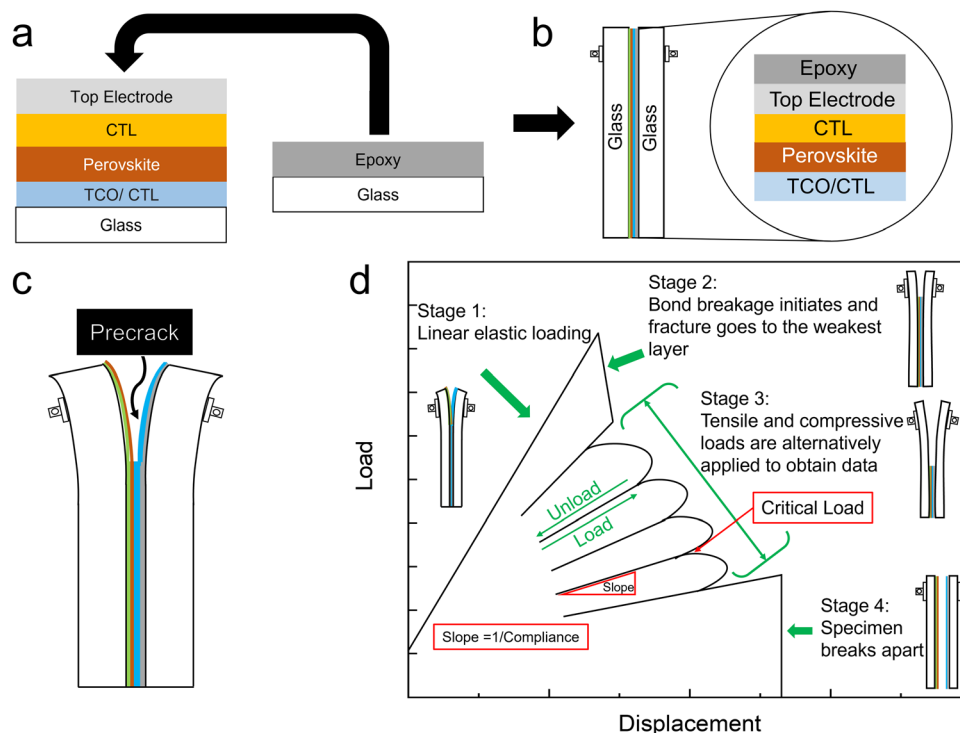 a
Top Electrode
CTL
Perovskite
TCO/ CTL
Glass
Epoxy
Glass
b
Glass
Glass
Epoxy
Top Electrode
CTL
Perovskite
TCO/CTL
c
Precrack
d
Load
Stage 1:
Linear elastic loading
Stage 2:
Bond breakage initiates and
fracture goes to the weakest
layer
Stage 3:
Tensile and compressive
loads are alternatively
applied to obtain data
Unload
Load
Critical Load
Slope
Slope =1/Compliance
Stage 4:
Specimen
breaks apart
Displacement